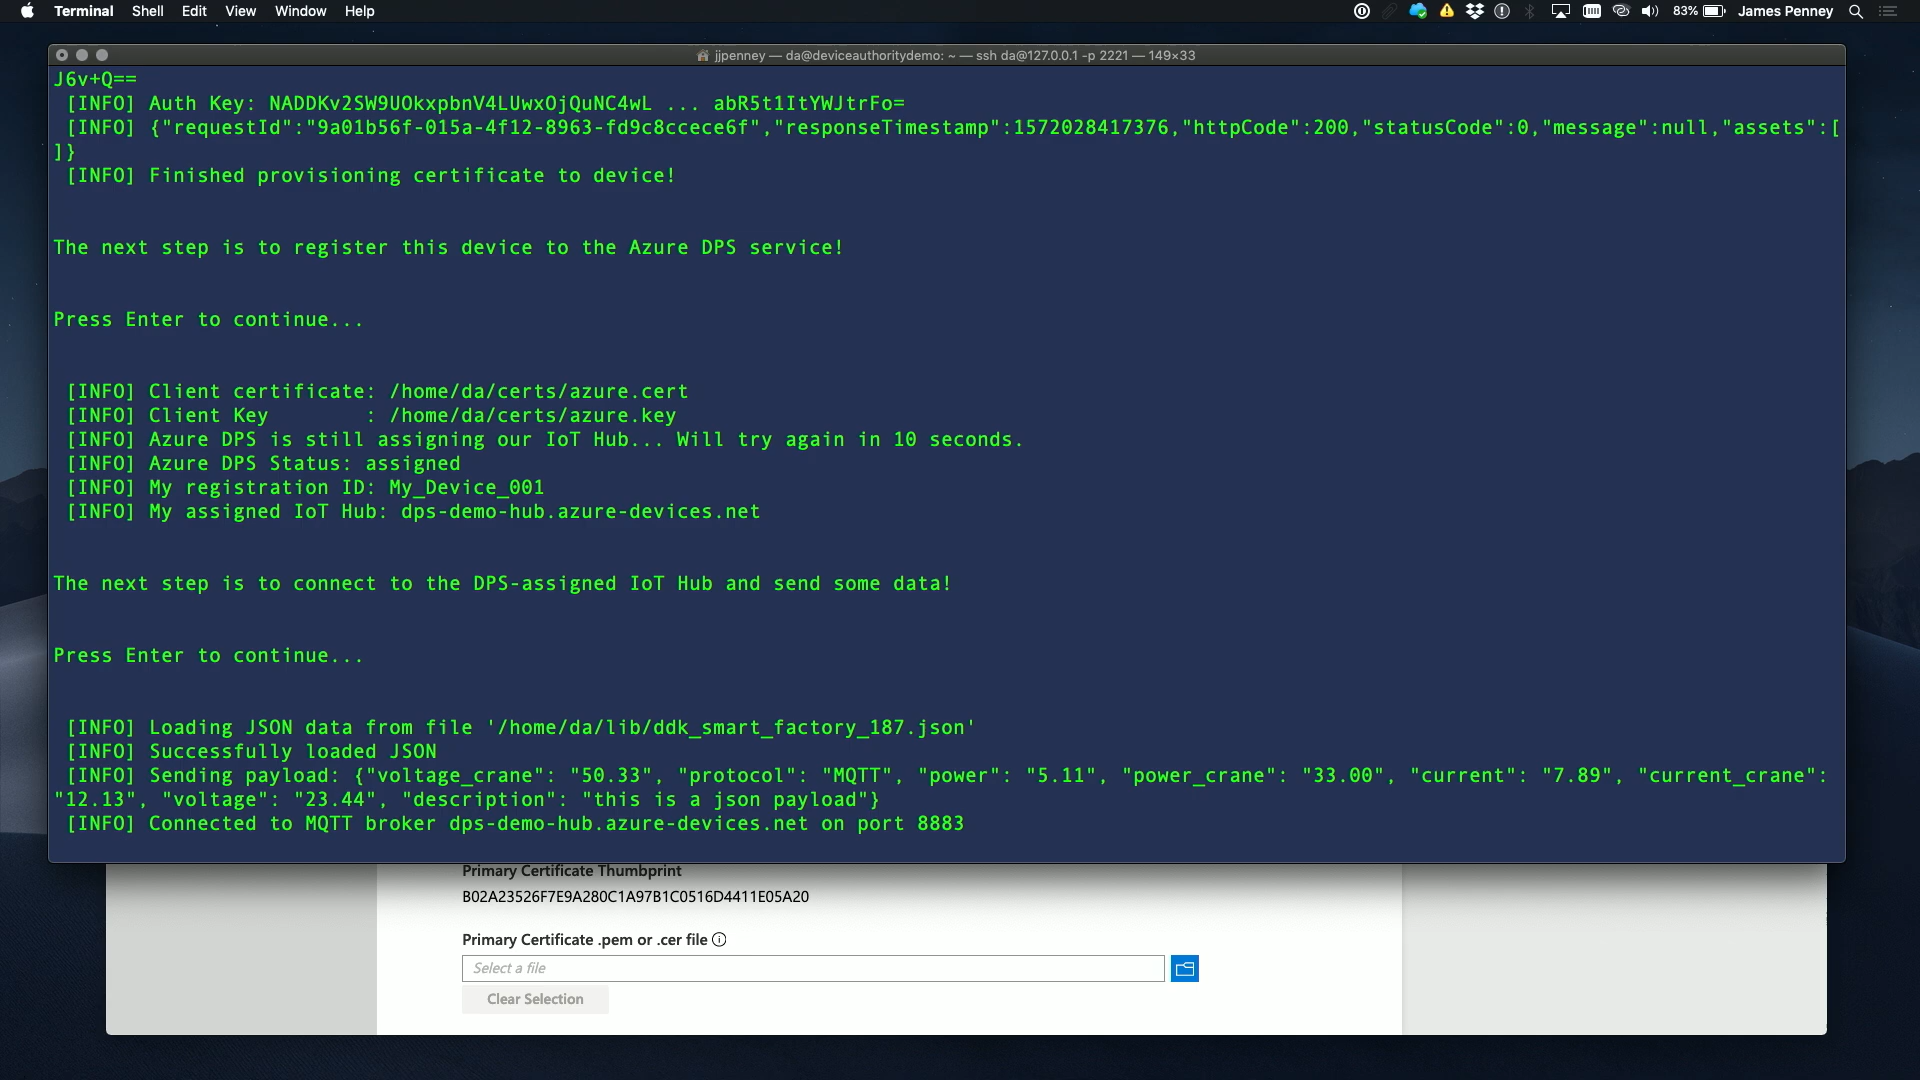 Terminal Shell Edit View Window Help 83% James Penney
jjpenney — da@deviceauthoritydemo: ~ — ssh da@127.0.0.1 -p 2221 — 149×33
J6v+Q==
[INFO] Auth Key: NADDKv2SW9UOkxpbnV4LUwxOjQuNC4wL ... abR5t1ItYWJtrFo=
[INFO] {"requestId":"9a01b56f-015a-4f12-8963-fd9c8ccece6f","responseTimestamp":1572028417376,"httpCode":200,"statusCode":0,"message":null,"assets":[
]}
[INFO] Finished provisioning certificate to device!
The next step is to register this device to the Azure DPS service!
Press Enter to continue...
[INFO] Client certificate: /home/da/certs/azure.cert
[INFO] Client Key        : /home/da/certs/azure.key
[INFO] Azure DPS is still assigning our IoT Hub... Will try again in 10 seconds.
[INFO] Azure DPS Status: assigned
[INFO] My registration ID: My_Device_001
[INFO] My assigned IoT Hub: dps-demo-hub.azure-devices.net
The next step is to connect to the DPS-assigned IoT Hub and send some data!
Press Enter to continue...
[INFO] Loading JSON data from file '/home/da/lib/ddk_smart_factory_187.json'
[INFO] Successfully loaded JSON
[INFO] Sending payload: {"voltage_crane": "50.33", "protocol": "MQTT", "power": "5.11", "power_crane": "33.00", "current": "7.89", "current_crane":
"12.13", "voltage": "23.44", "description": "this is a json payload"}
[INFO] Connected to MQTT broker dps-demo-hub.azure-devices.net on port 8883
Primary Certificate Thumbprint
B02A23526F7E9A280C1A97B1C0516D4411E05A20
Primary Certificate .pem or .cer file
Select a file
Clear Selection